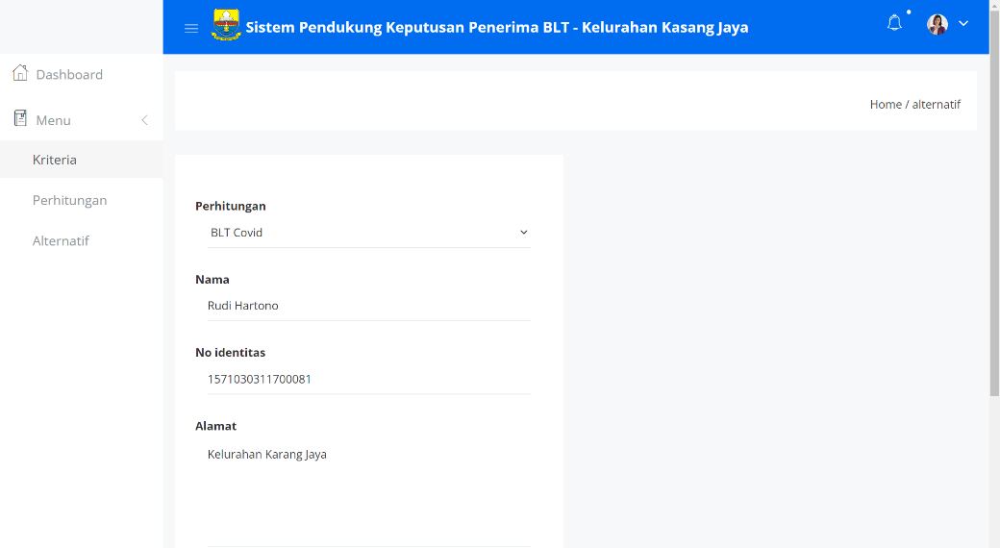 Sistem Pendukung Keputusan Penerima BLT - Kelurahan Kasang Jaya
Dashboard
Menu
Kriteria
Perhitungan
Alternatif
Home / alternatif
Perhitungan
BLT Covid
Nama
Rudi Hartono
No identitas
1571030311700081
Alamat
Kelurahan Karang Jaya